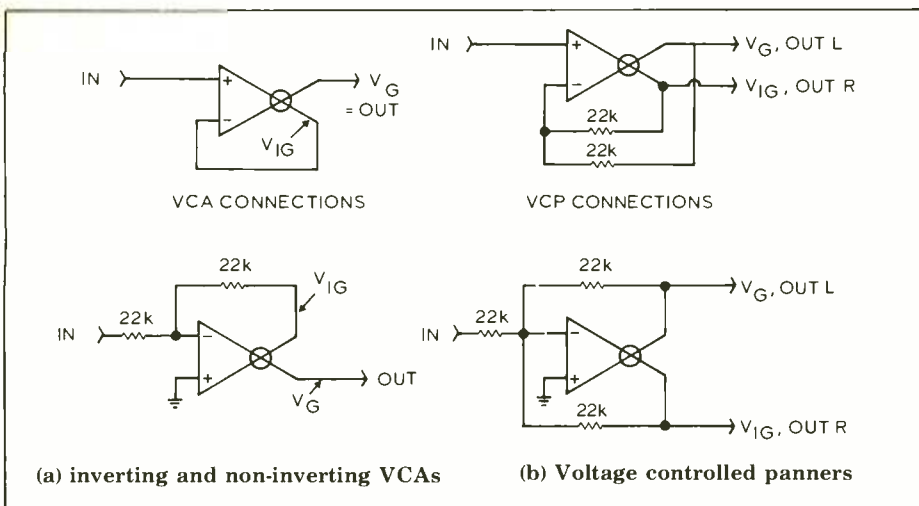 IN
+
−
V_G
= OUT
V_IG
VCA CONNECTIONS
IN
+
−
V_G, OUT L
V_IG, OUT R
22k
22k
VCP CONNECTIONS
22k
V_IG
IN
22k
−
+
OUT
V_G
22k
V_G, OUT L
22k
IN
−
+
22k
V_IG, OUT R
(a) inverting and non-inverting VCAs
(b) Voltage controlled panners